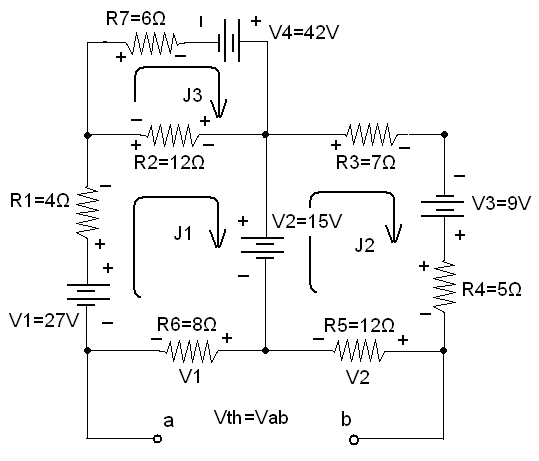 R7=6Ω
I
+
V4=42V
+
−
−
J3
−
+
+
−
R2=12Ω
+
−
R3=7Ω
−
R1=4Ω
−
V3=9V
+
+
+
V2=15V
J1
J2
+
+
−
R4=5Ω
−
V1=27V
−
R6=8Ω
−
+
R5=12Ω
−
+
V1
V2
a
Vth=Vab
b